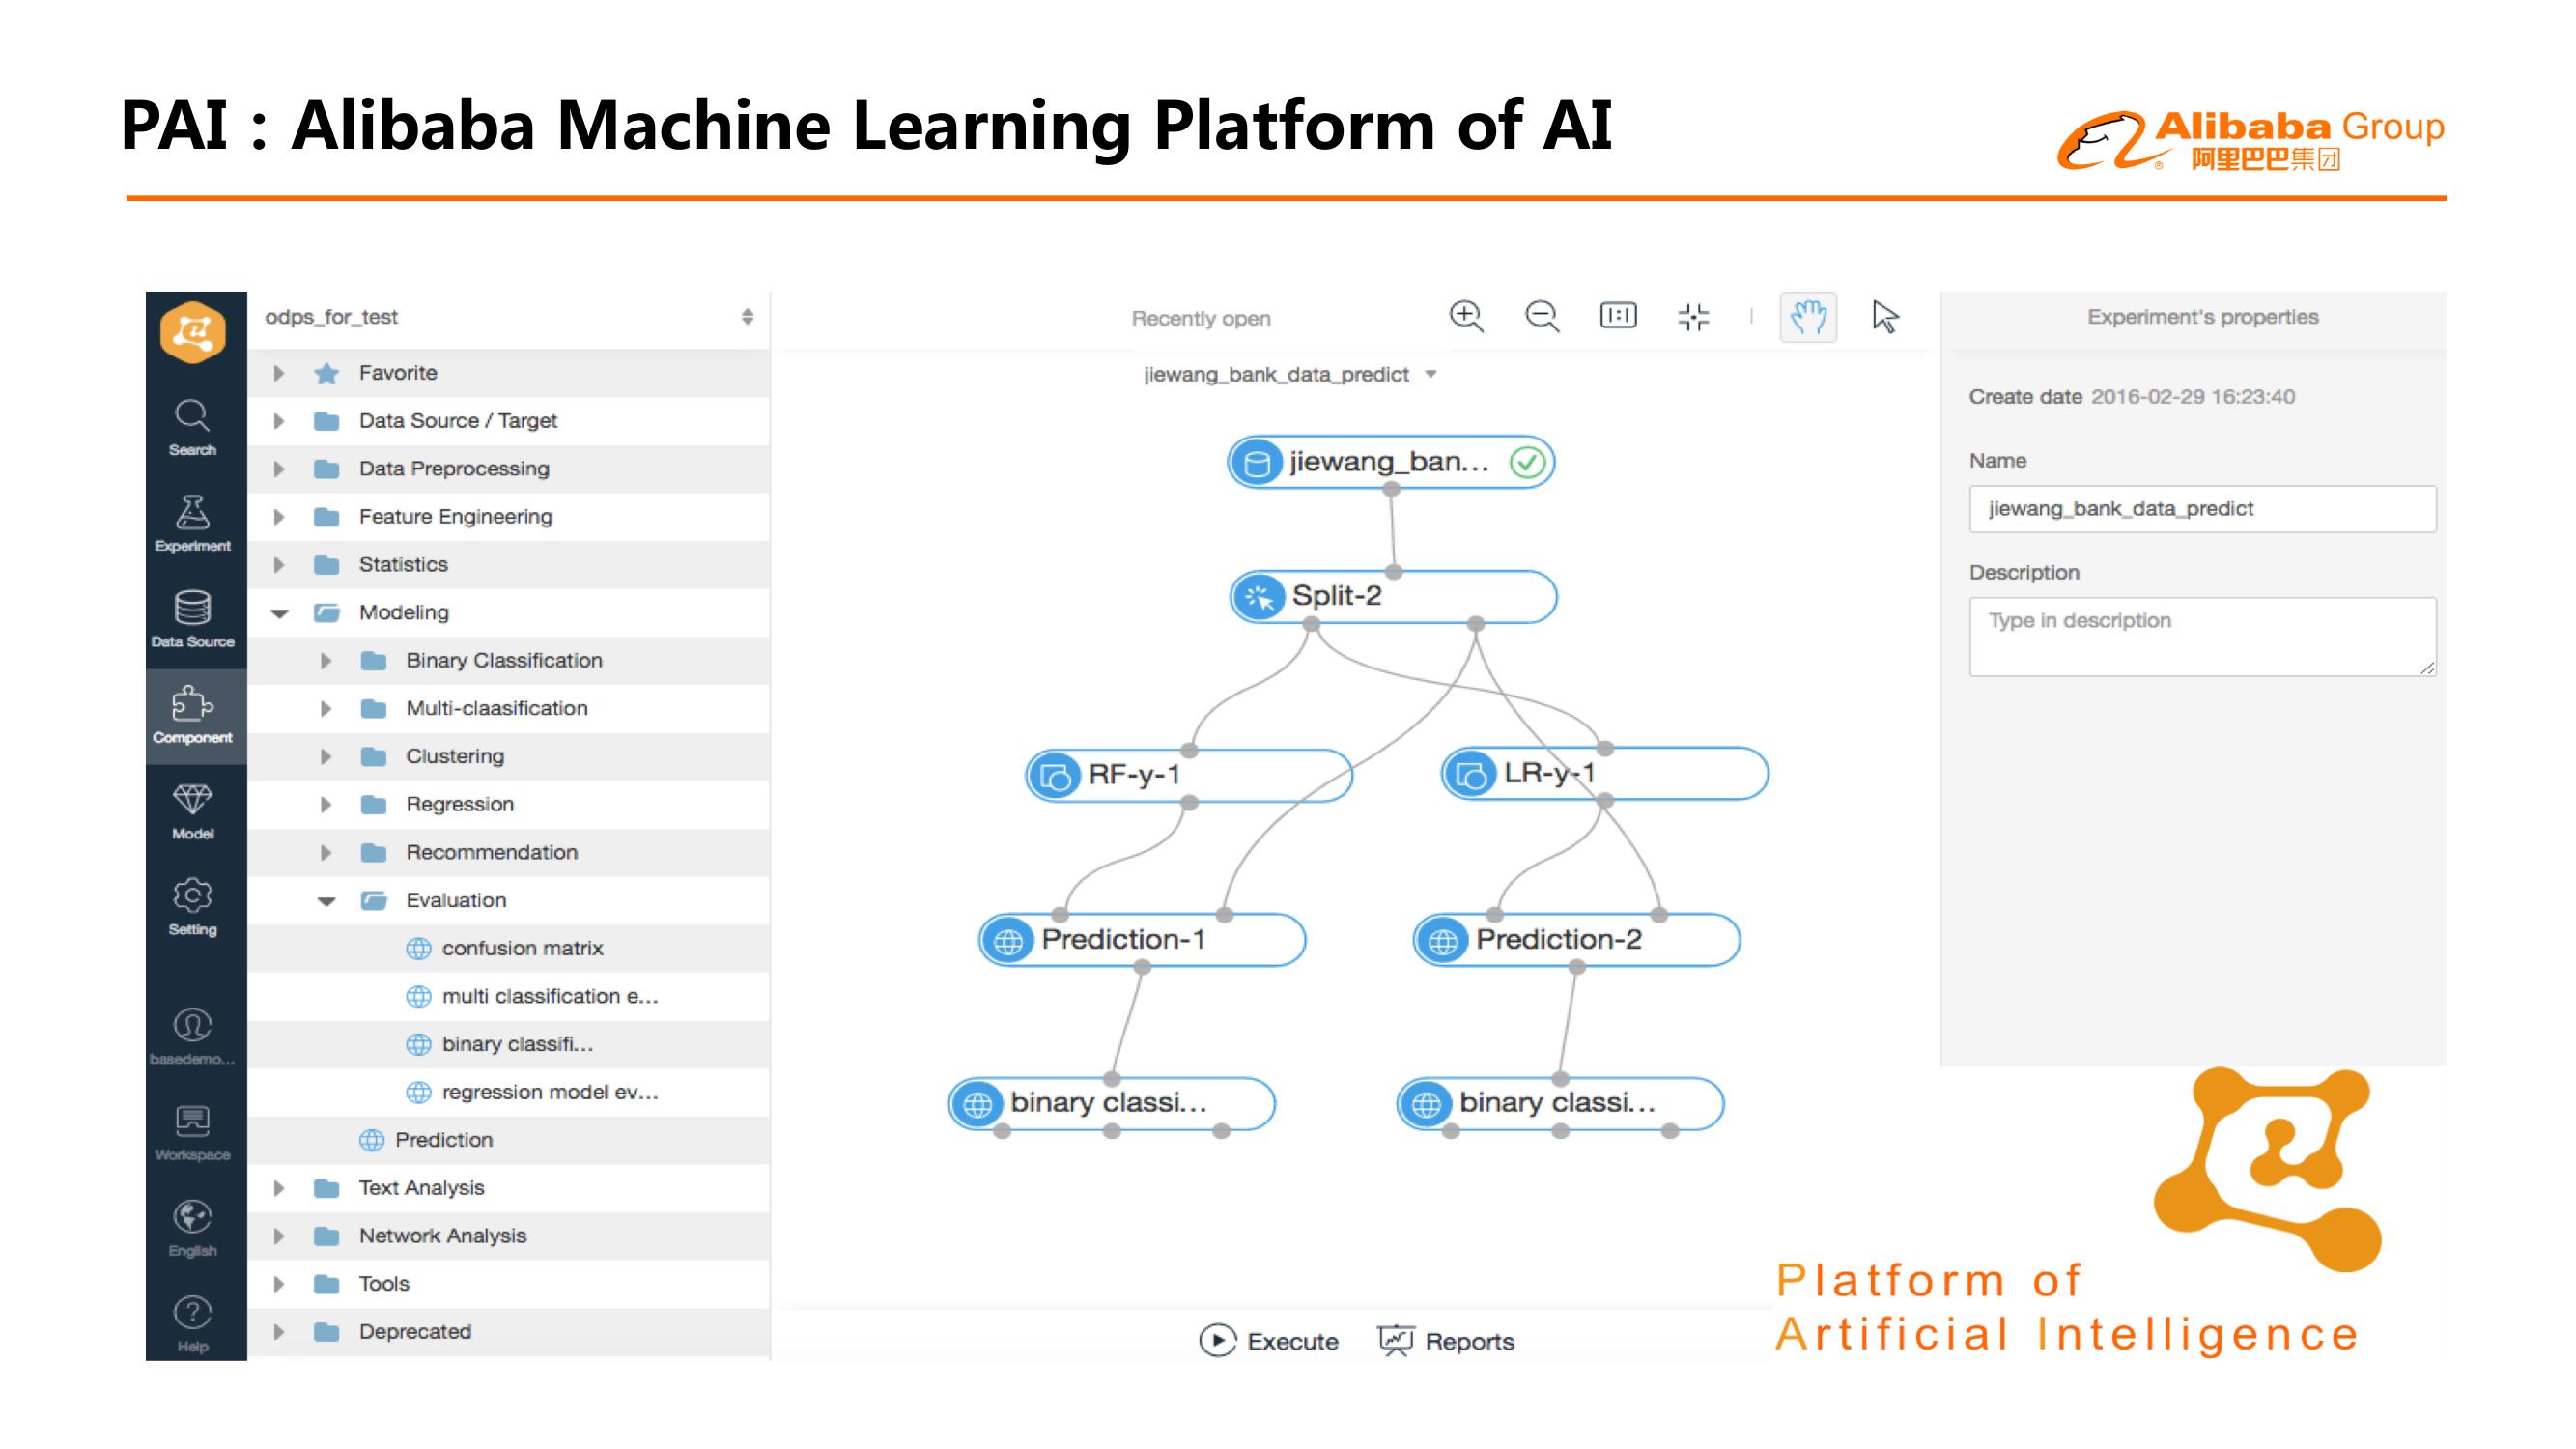 PAI：Alibaba Machine Learning Platform of AI
Alibaba Group
阿里巴巴集团
Search
Experiment
Data Source
Component
Model
Setting
basedemo...
Workspace
English
Help
odps_for_test
Favorite
Data Source / Target
Data Preprocessing
Feature Engineering
Statistics
Modeling
Binary Classification
Multi-claasification
Clustering
Regression
Recommendation
Evaluation
confusion matrix
multi classification e...
binary classifi...
regression model ev...
Prediction
Text Analysis
Network Analysis
Tools
Deprecated
Recently open
jiewang_bank_data_predict
jiewang_ban...
Split-2
RF-y-1
LR-y-1
Prediction-1
Prediction-2
binary classi...
binary classi...
Execute
Reports
Experiment's properties
Create date 2016-02-29 16:23:40
Name
jiewang_bank_data_predict
Description
Type in description
Platform of
Artificial Intelligence